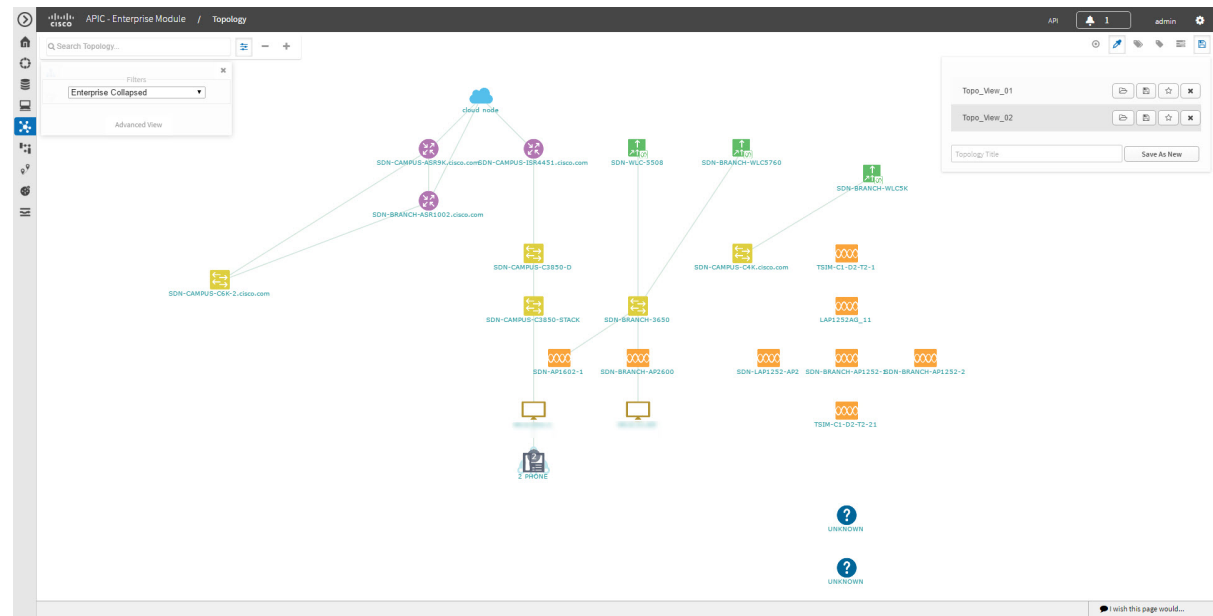 cisco APIC - Enterprise Module / Topology API 1 admin
Search Topology...
Filters
Enterprise Collapsed
Advanced View
Topo_View_01
Topo_View_02
Topology Title Save As New
cloud node
SDN-CAMPUS-ASR9K.cisco.com SDN-CAMPUS-ISR4451.cisco.com SDN-WLC-5508 SDN-BRANCH-WLC5760
SDN-BRANCH-WLC5K
SDN-BRANCH-ASR1002.cisco.com
SDN-CAMPUS-C3850-D SDN-CAMPUS-C4K.cisco.com TSIM-C1-D2-T2-1
SDN-CAMPUS-C6K-2.cisco.com
SDN-CAMPUS-C3850-STACK SDN-BRANCH-3650 LAP1252AG_11
SDN-AP1602-1 SDN-BRANCH-AP2600 SDN-LAP1252-AP2 SDN-BRANCH-AP1252- SDN-BRANCH-AP1252-2
TSIM-C1-D2-T2-21
2
2 PHONE
UNKNOWN
UNKNOWN
I wish this page would...